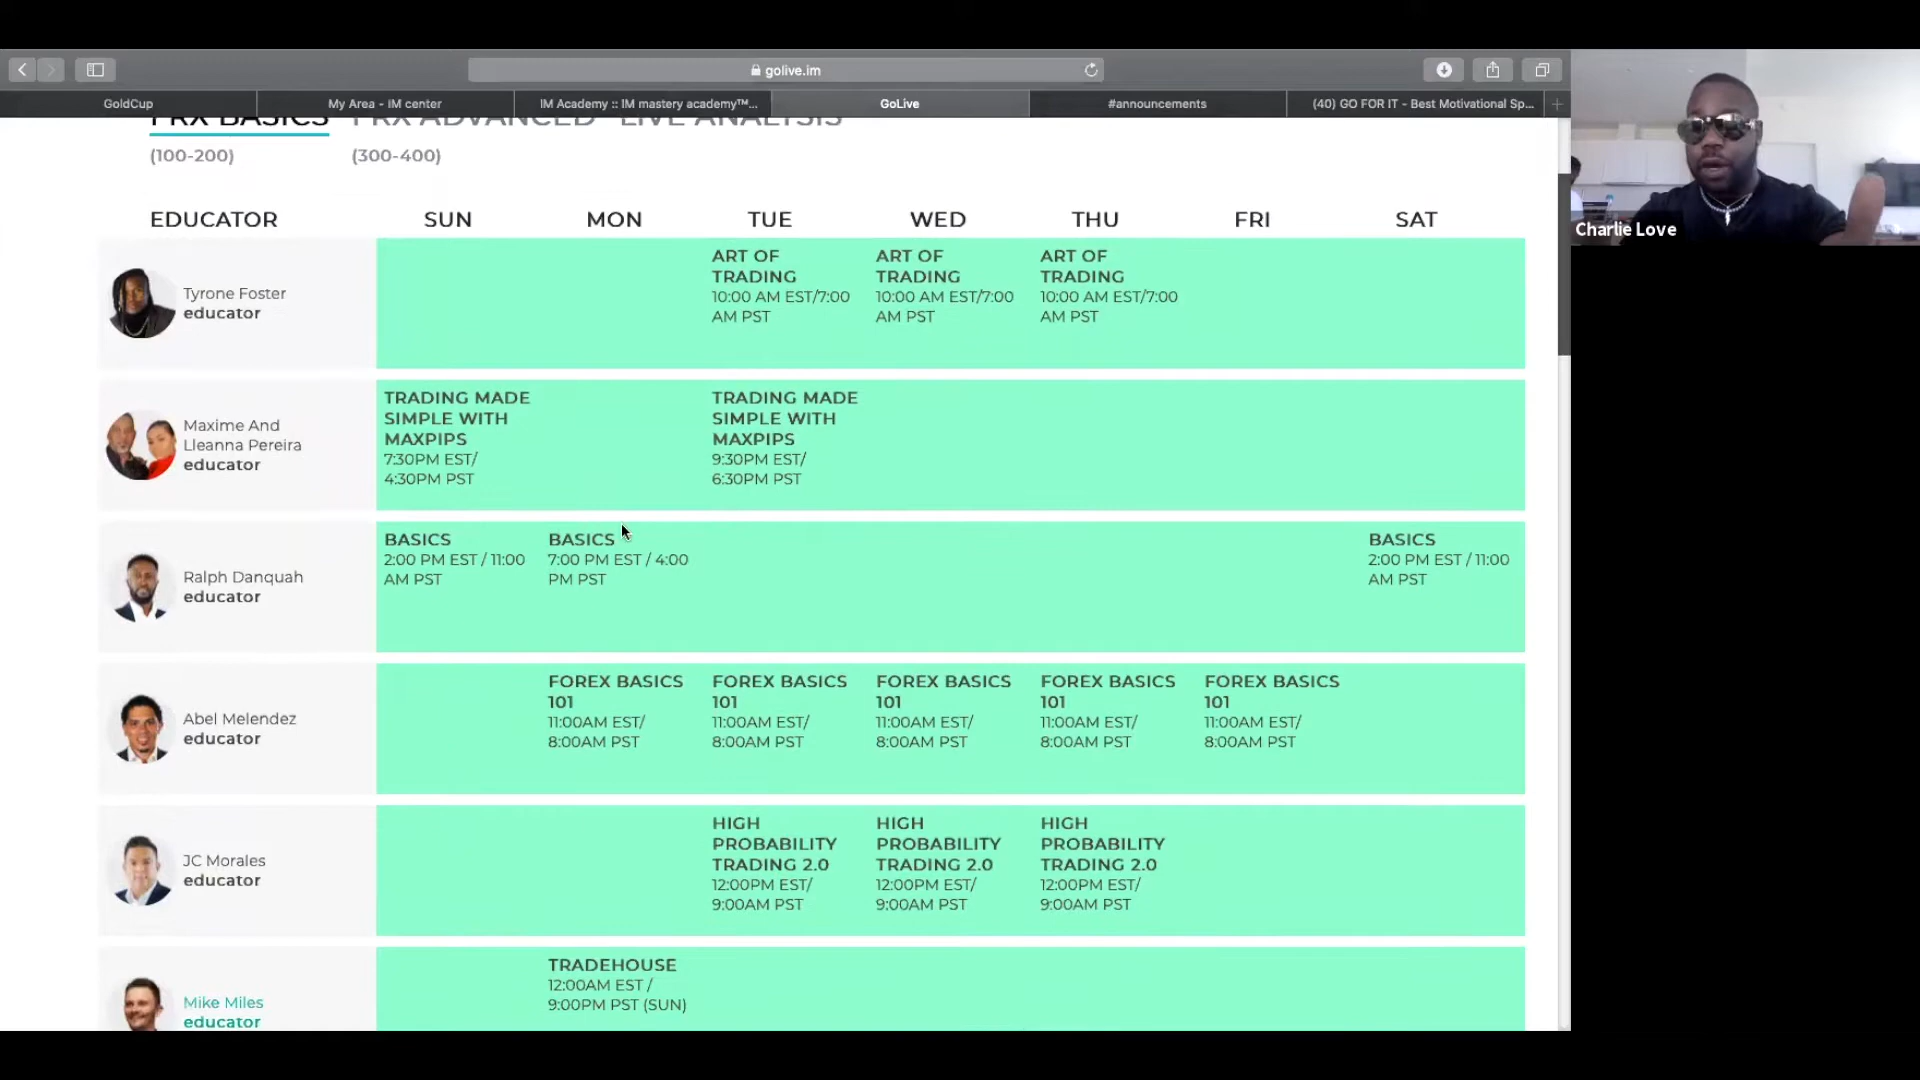 golive.im
GoldCup
My Area - IM center
IM Academy :: IM mastery academy™...
GoLive
#announcements
(40) GO FOR IT - Best Motivational Sp...
FRX BASICS
FRX ADVANCED
LIVE ANALYSIS
(100-200)
(300-400)
Charlie Love
EDUCATOR
SUN
MON
TUE
WED
THU
FRI
SAT
Tyrone Foster
educator
ART OF
TRADING
10:00 AM EST/7:00
AM PST
ART OF
TRADING
10:00 AM EST/7:00
AM PST
ART OF
TRADING
10:00 AM EST/7:00
AM PST
Maxime And
Lleanna Pereira
educator
TRADING MADE
SIMPLE WITH
MAXPIPS
7:30PM EST/
4:30PM PST
TRADING MADE
SIMPLE WITH
MAXPIPS
9:30PM EST/
6:30PM PST
Ralph Danquah
educator
BASICS
2:00 PM EST / 11:00
AM PST
BASICS
7:00 PM EST / 4:00
PM PST
BASICS
2:00 PM EST / 11:00
AM PST
Abel Melendez
educator
FOREX BASICS
101
11:00AM EST/
8:00AM PST
FOREX BASICS
101
11:00AM EST/
8:00AM PST
FOREX BASICS
101
11:00AM EST/
8:00AM PST
FOREX BASICS
101
11:00AM EST/
8:00AM PST
FOREX BASICS
101
11:00AM EST/
8:00AM PST
JC Morales
educator
HIGH
PROBABILITY
TRADING 2.0
12:00PM EST/
9:00AM PST
HIGH
PROBABILITY
TRADING 2.0
12:00PM EST/
9:00AM PST
HIGH
PROBABILITY
TRADING 2.0
12:00PM EST/
9:00AM PST
Mike Miles
educator
TRADEHOUSE
12:00AM EST /
9:00PM PST (SUN)